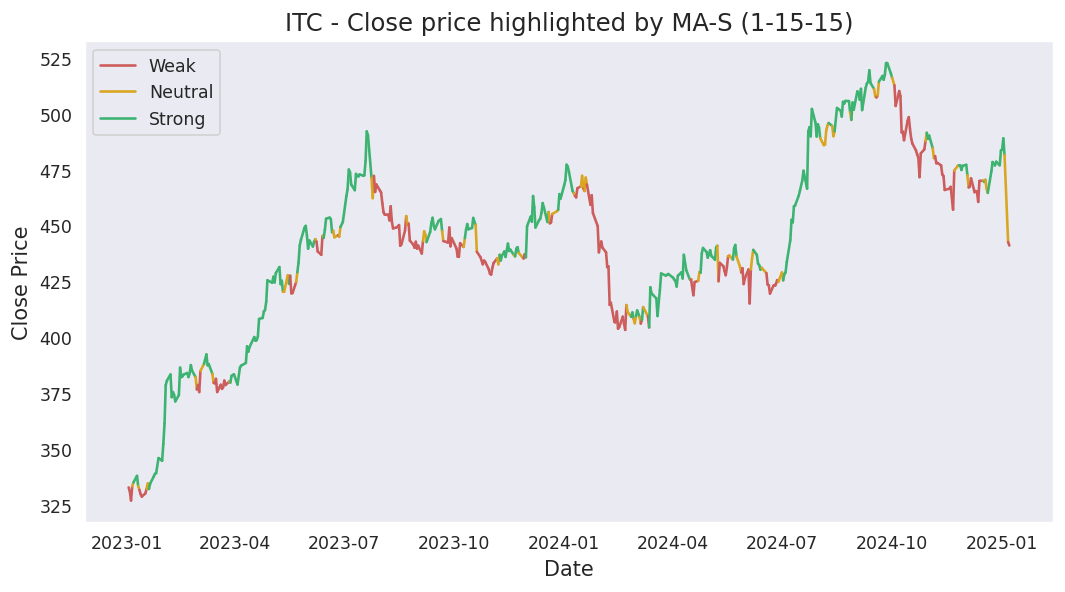 ITC - Close price highlighted by MA-S (1-15-15)
Weak
Neutral
Strong
Close Price
525
500
475
450
425
400
375
350
325
2023-01 2023-04 2023-07 2023-10 2024-01 2024-04 2024-07 2024-10 2025-01
Date